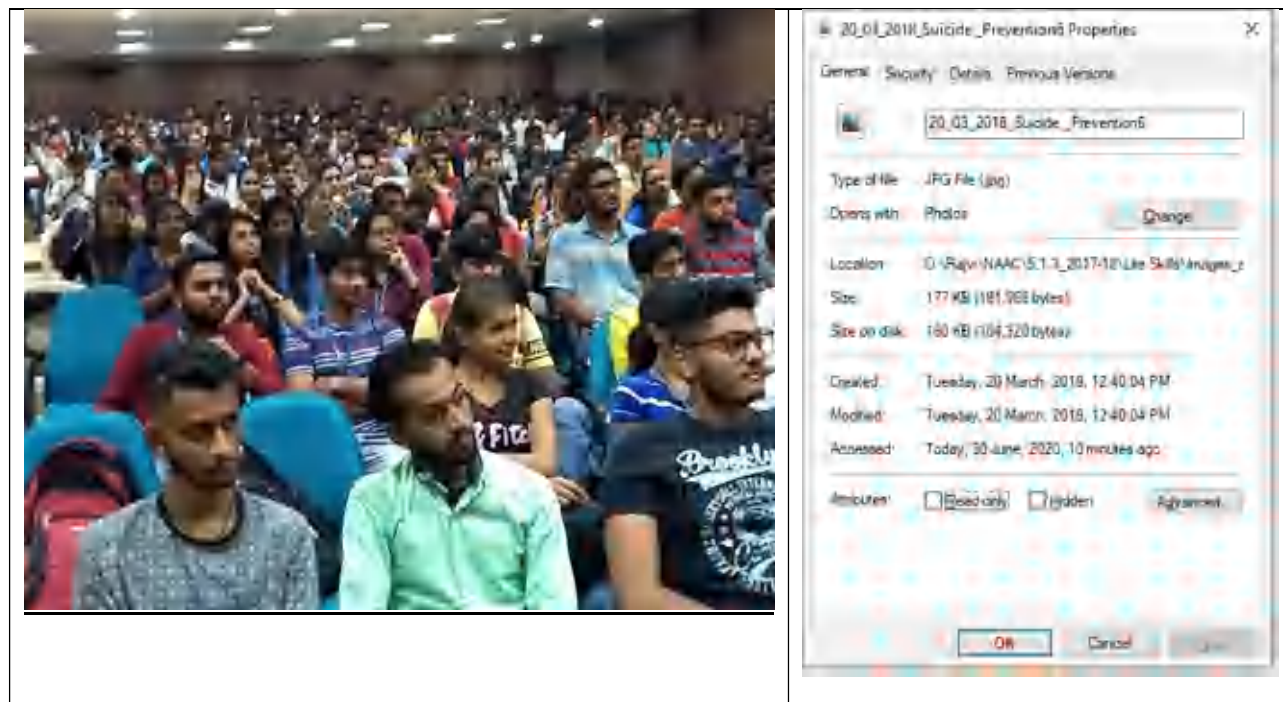 & Fitc
Brooklyn
20_03_2018_Suicide_Prevention6 Properties
General Security Details Previous Versions
20_03_2018_Suicide_Prevention6
Type of file: JPG File (.jpg)
Opens with: Photos Change
Location:
Size: 177 KB
Size on disk: 180 KB
Created: Tuesday, 20 March, 2018, 12:40:04 PM
Modified: Tuesday, 20 March, 2018, 12:40:04 PM
Accessed: Today, 30 June, 2020, 10 minutes ago
Attributes: Read-only Hidden Advanced...
OK Cancel